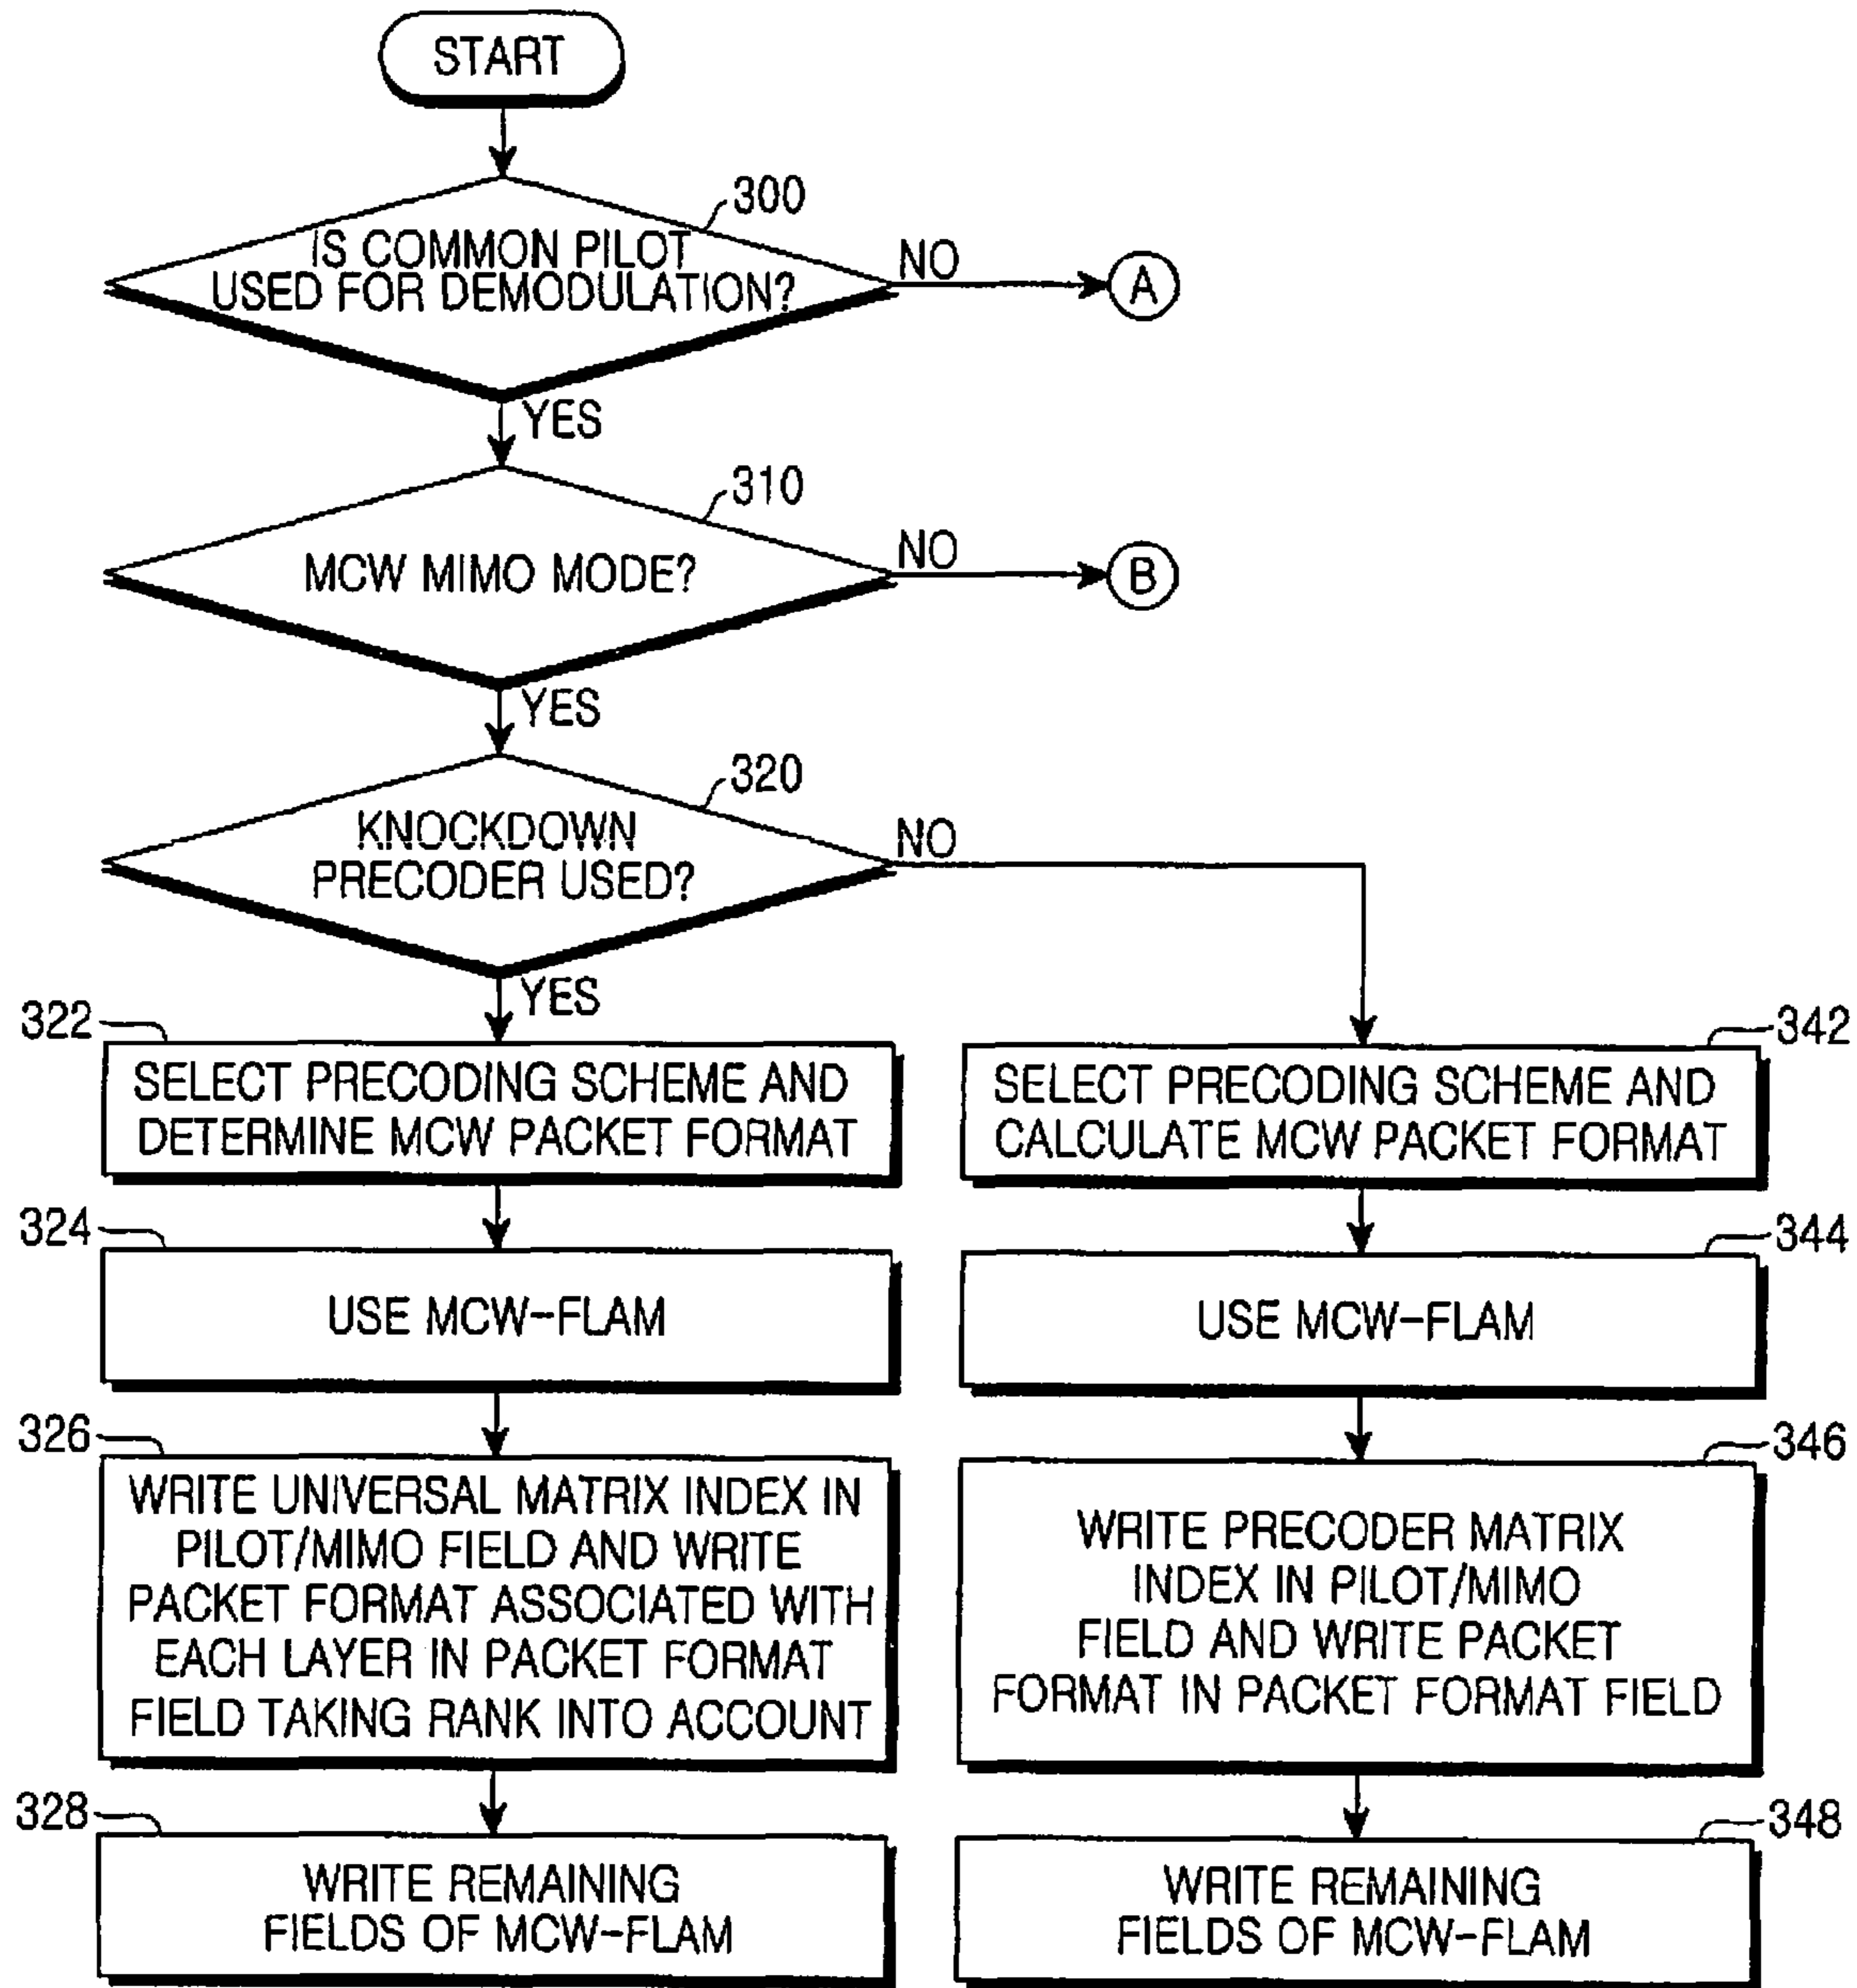 START
300
IS COMMON PILOT
USED FOR DEMODULATION?
NO
A
YES
310
MCW MIMO MODE?
NO
B
YES
320
KNOCKDOWN
PRECODER USED?
NO
YES
322
SELECT PRECODING SCHEME AND
DETERMINE MCW PACKET FORMAT
342
SELECT PRECODING SCHEME AND
CALCULATE MCW PACKET FORMAT
324
USE MCW-FLAM
344
USE MCW-FLAM
326
WRITE UNIVERSAL MATRIX INDEX IN
PILOT/MIMO FIELD AND WRITE
PACKET FORMAT ASSOCIATED WITH
EACH LAYER IN PACKET FORMAT
FIELD TAKING RANK INTO ACCOUNT
346
WRITE PRECODER MATRIX
INDEX IN PILOT/MIMO
FIELD AND WRITE PACKET
FORMAT IN PACKET FORMAT FIELD
328
WRITE REMAINING
FIELDS OF MCW-FLAM
348
WRITE REMAINING
FIELDS OF MCW-FLAM